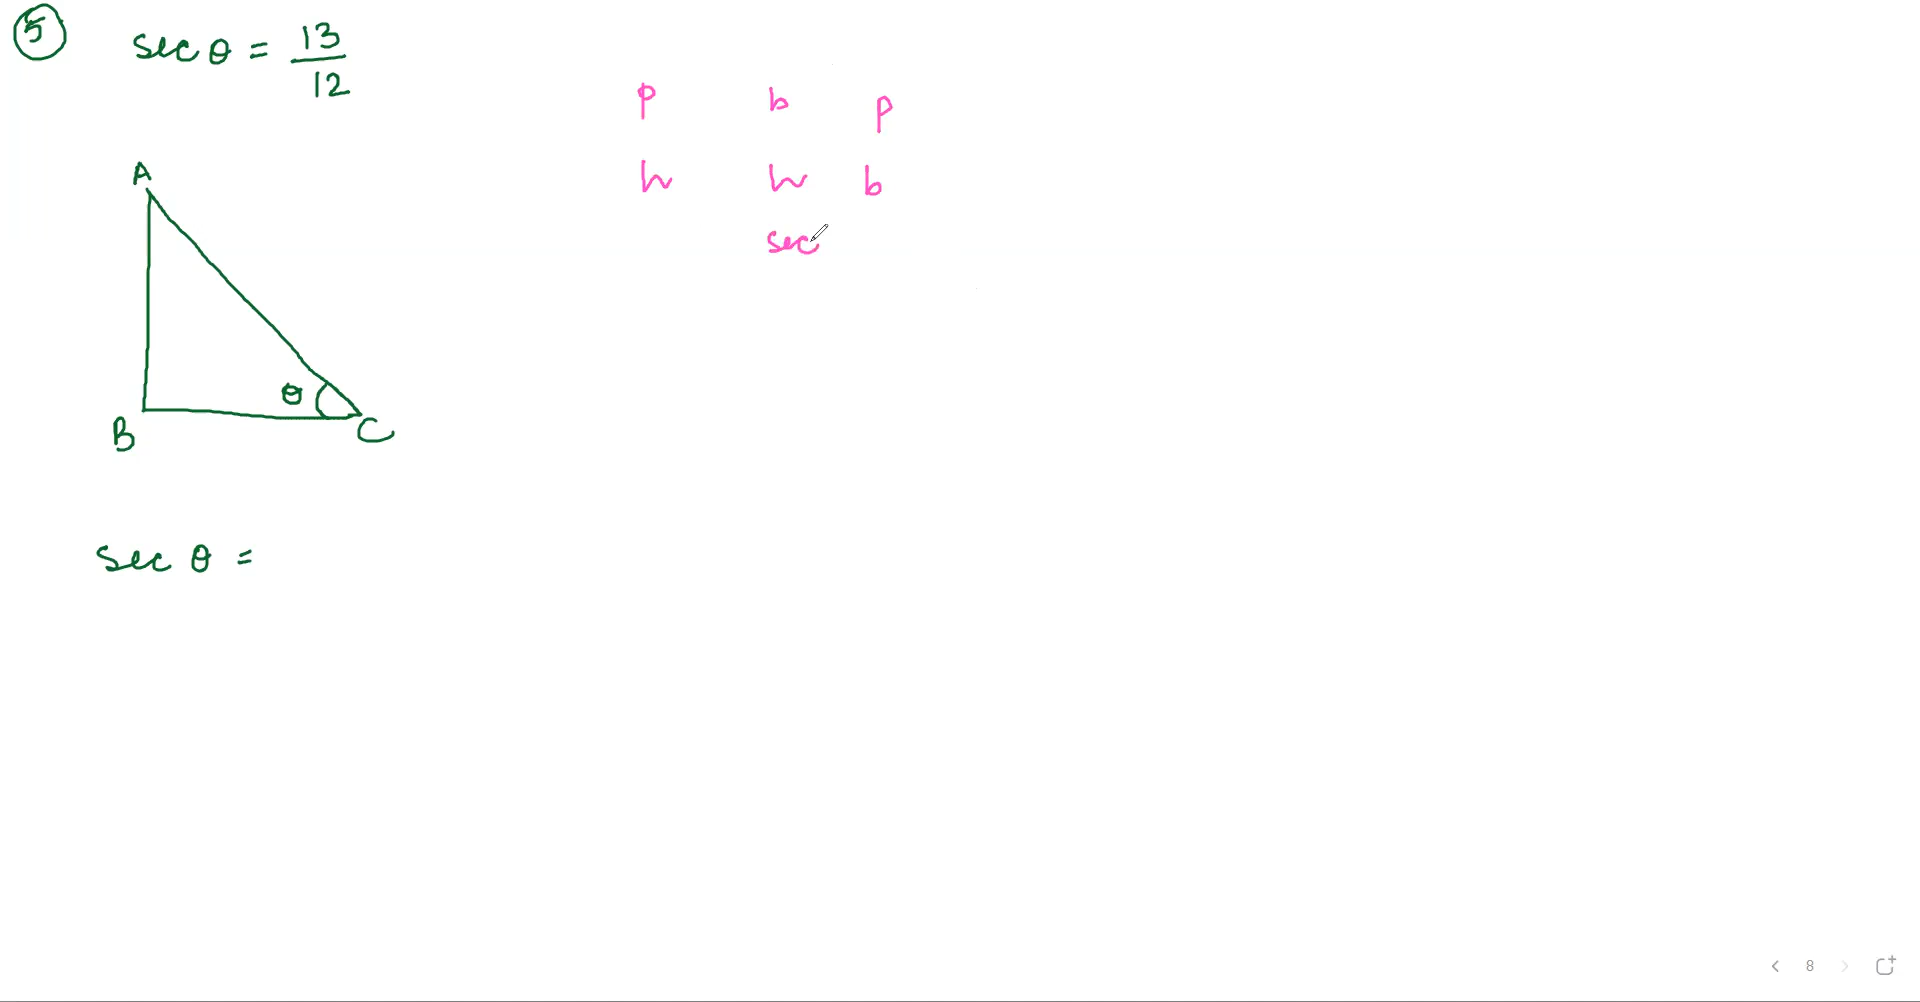 5 sec θ = 13/12
p b p
h h b
sec
A
θ
B C
sec θ =
< 8 >